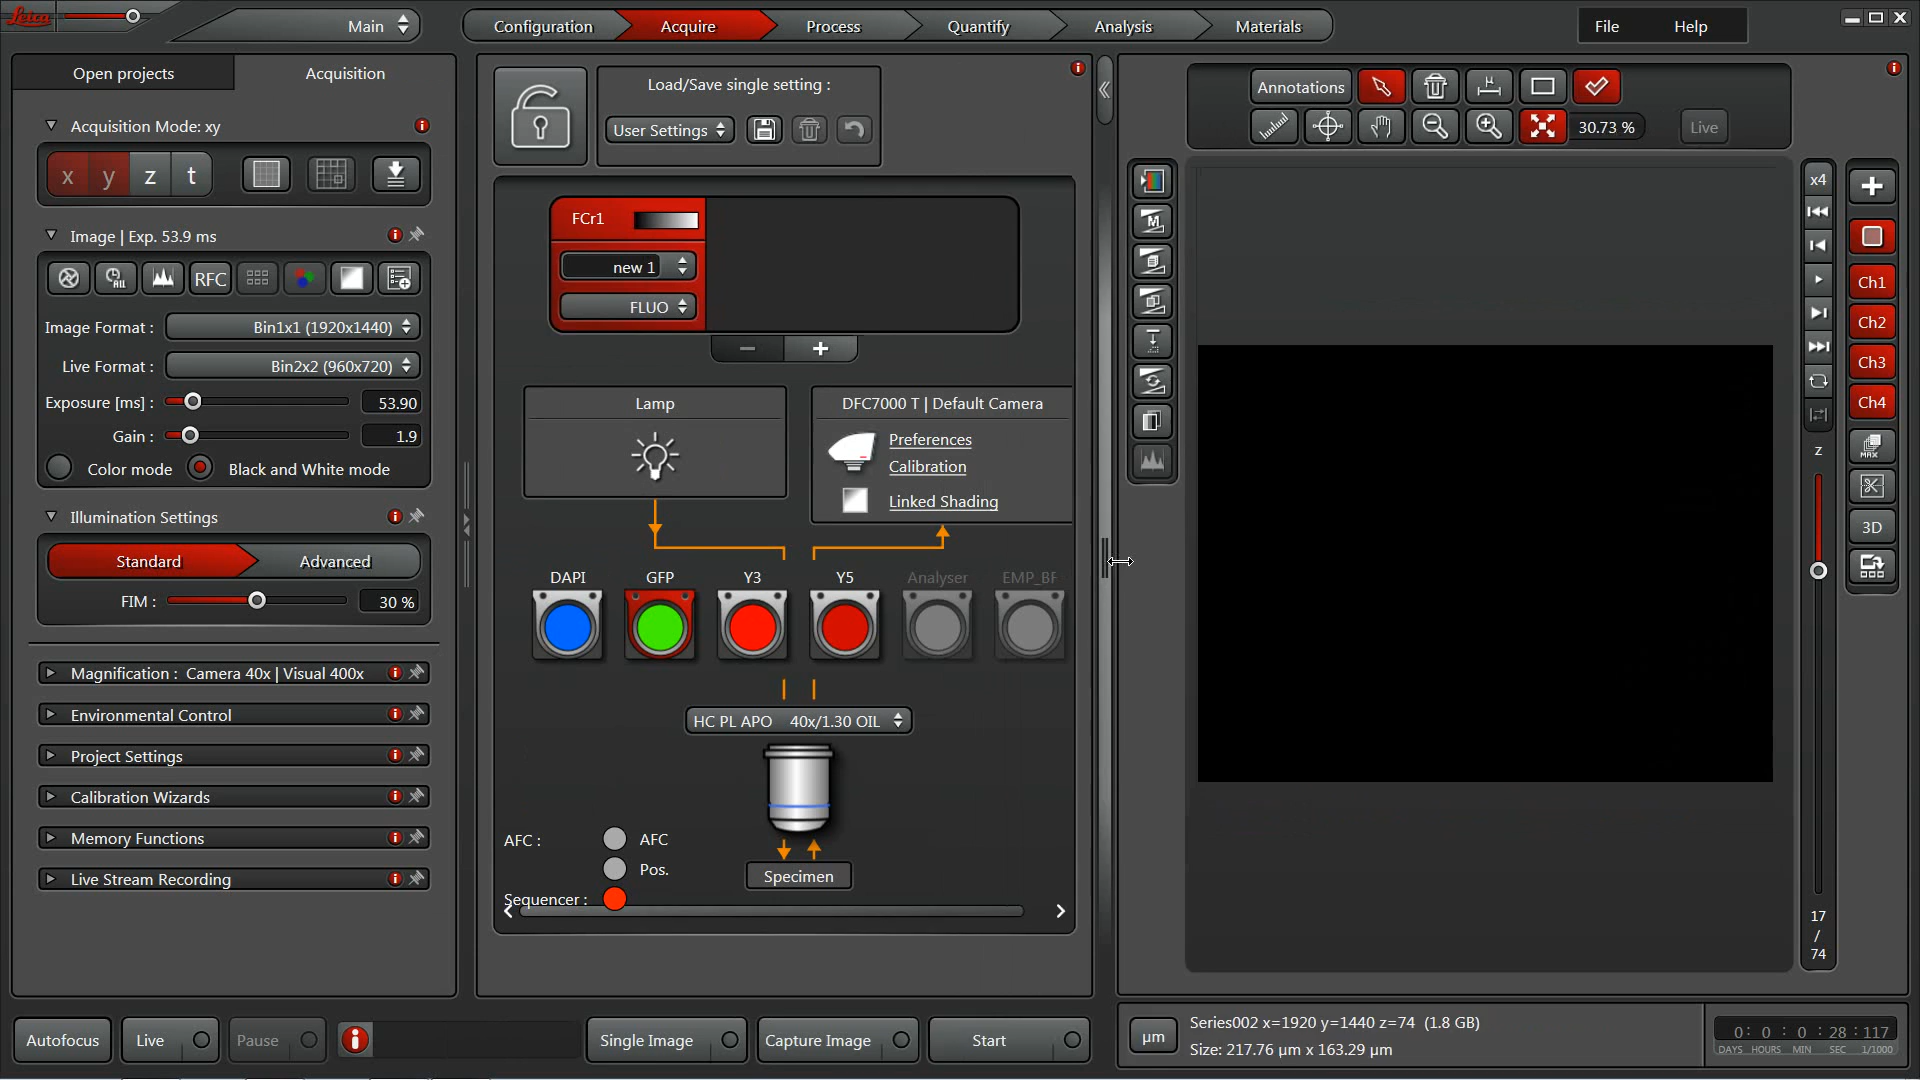 Leica
Main
Configuration
Acquire
Process
Quantify
Analysis
Materials
File
Help
Open projects
Acquisition
Acquisition Mode: xy
x
y
z
t
Image | Exp. 53.9 ms
ALL
RFC
Image Format :
Bin1x1 (1920x1440)
Live Format :
Bin2x2 (960x720)
Exposure [ms] :
53.90
Gain :
1.9
Color mode
Black and White mode
Illumination Settings
Standard
Advanced
FIM :
30 %
Magnification : Camera 40x | Visual 400x
Environmental Control
Project Settings
Calibration Wizards
Memory Functions
Live Stream Recording
Load/Save single setting :
User Settings
FCr1
new 1
FLUO
Lamp
DFC7000 T | Default Camera
Preferences
Calibration
Linked Shading
DAPI
GFP
Y3
Y5
Analyser
EMP_BF
HC PL APO 40x/1.30 OIL
AFC :
AFC
Pos.
Sequencer :
Specimen
Annotations
30.73 %
Live
M
x4
z
17
/
74
Ch1
Ch2
Ch3
Ch4
MAX
3D
Autofocus
Live
Pause
Single Image
Capture Image
Start
µm
Series002 x=1920 y=1440 z=74 (1.8 GB)
Size: 217.76 µm x 163.29 µm
0: 0 : 0 : 28 : 117
DAYS HOURS MIN SEC 1/1000